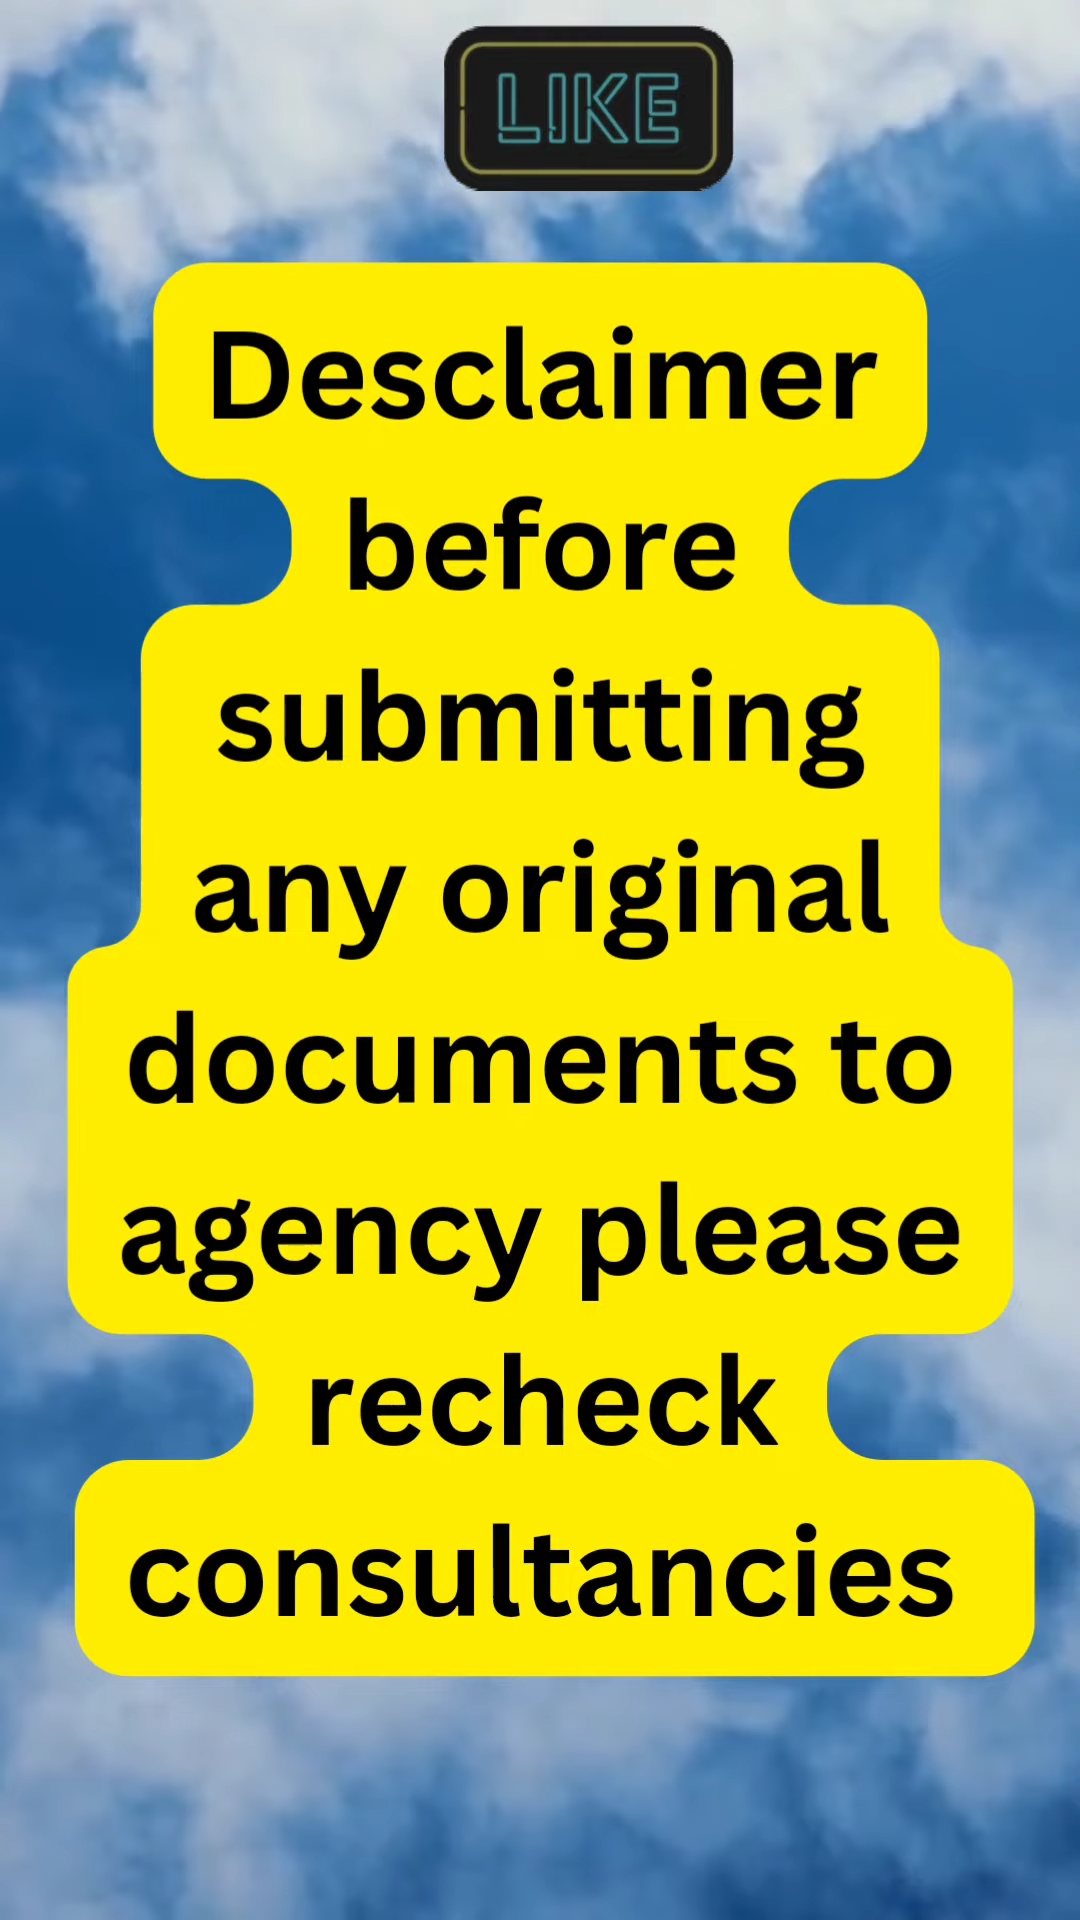 LIKE
Desclaimer
before
submitting
any original
documents to
agency please
recheck
consultancies